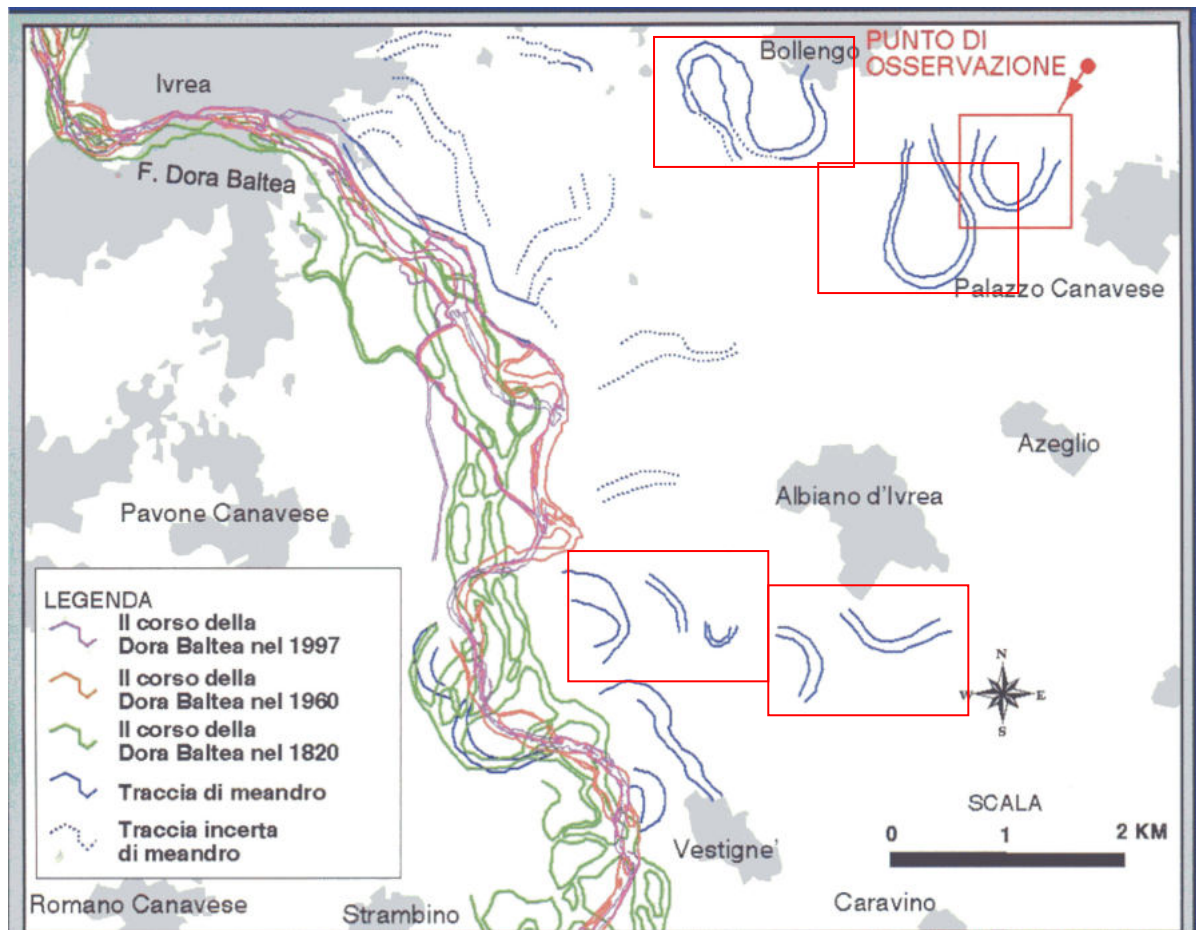 Bollengo
PUNTO DI
OSSERVAZIONE
Ivrea
F. Dora Baltea
Palazzo Canavese
Azeglio
Albiano d'Ivrea
Pavone Canavese
LEGENDA
Il corso della
Dora Baltea nel 1997
Il corso della
Dora Baltea nel 1960
Il corso della
Dora Baltea nel 1820
Traccia di meandro
Traccia incerta
di meandro
N
W
E
S
SCALA
0 1 2 KM
Vestigne'
Romano Canavese
Strambino
Caravino